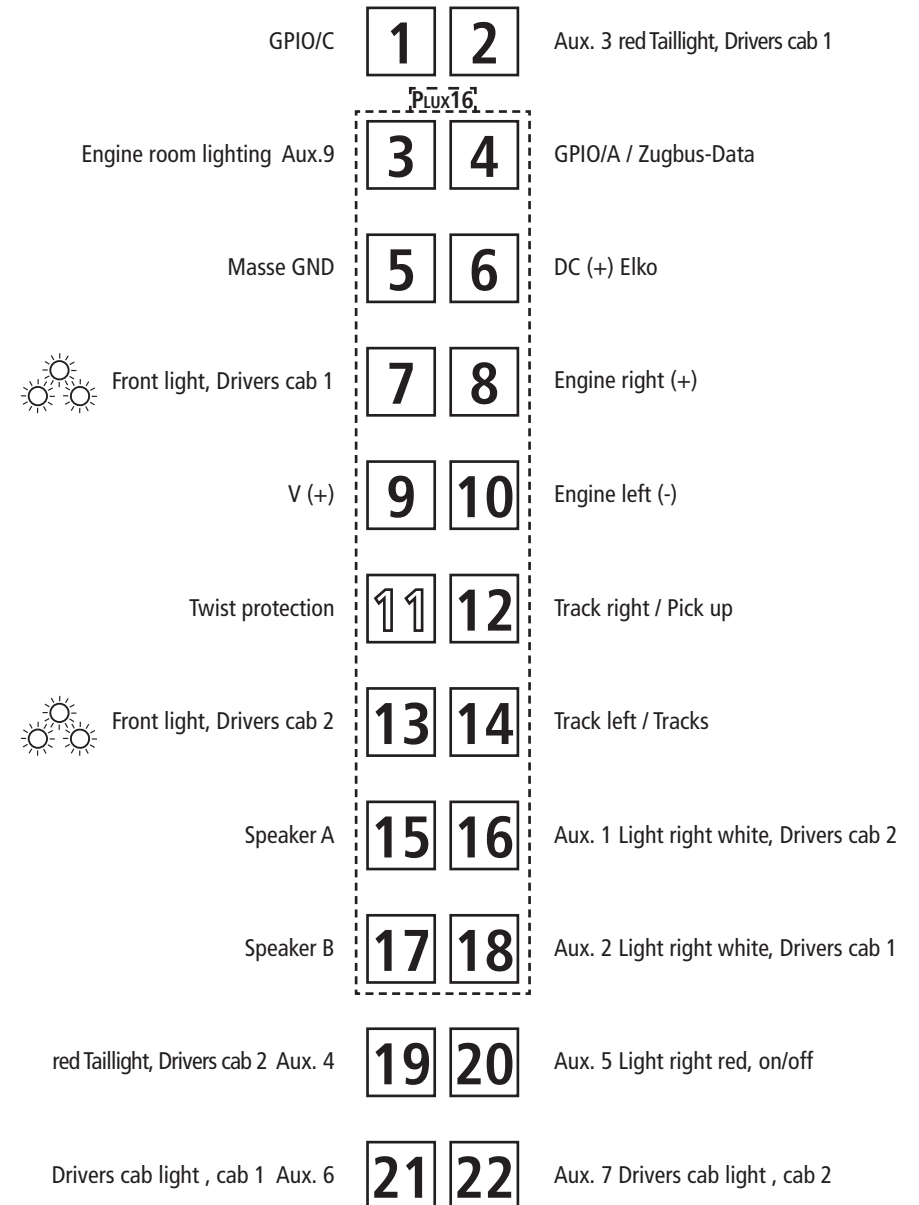 GPIO/C 1 2 Aux. 3 red Taillight, Drivers cab 1
PLUX16
Engine room lighting Aux.9 3 4 GPIO/A / Zugbus-Data
Masse GND 5 6 DC (+) Elko
Front light, Drivers cab 1 7 8 Engine right (+)
V (+) 9 10 Engine left (-)
Twist protection 11 12 Track right / Pick up
Front light, Drivers cab 2 13 14 Track left / Tracks
Speaker A 15 16 Aux. 1 Light right white, Drivers cab 2
Speaker B 17 18 Aux. 2 Light right white, Drivers cab 1
red Taillight, Drivers cab 2 Aux. 4 19 20 Aux. 5 Light right red, on/off
Drivers cab light , cab 1 Aux. 6 21 22 Aux. 7 Drivers cab light , cab 2